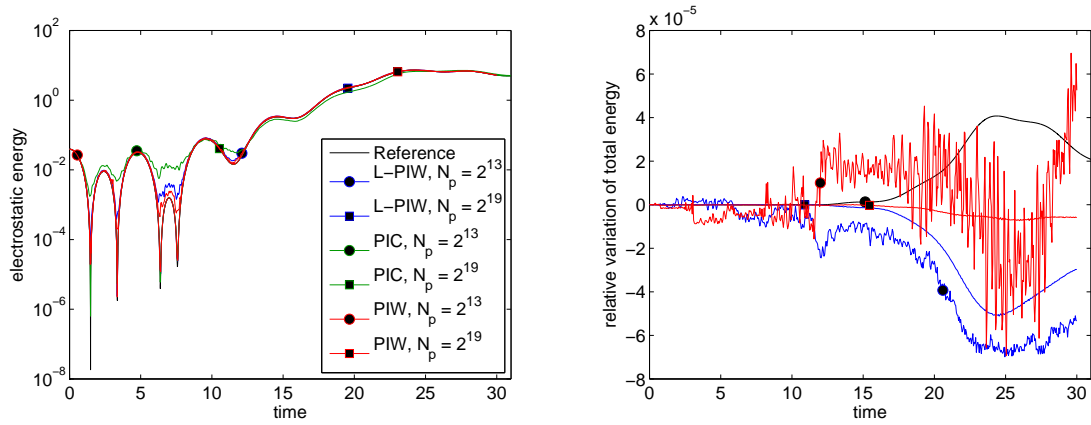 10^2
10^0
10^-2
10^-4
10^-6
10^-8
electrostatic energy
0 5 10 15 20 25 30
time
Reference
L-PIW, N_p = 2^13
L-PIW, N_p = 2^19
PIC, N_p = 2^13
PIC, N_p = 2^19
PIW, N_p = 2^13
PIW, N_p = 2^19
x 10^-5
8
6
4
2
0
−2
−4
−6
−8
relative variation of total energy
0 5 10 15 20 25 30
time